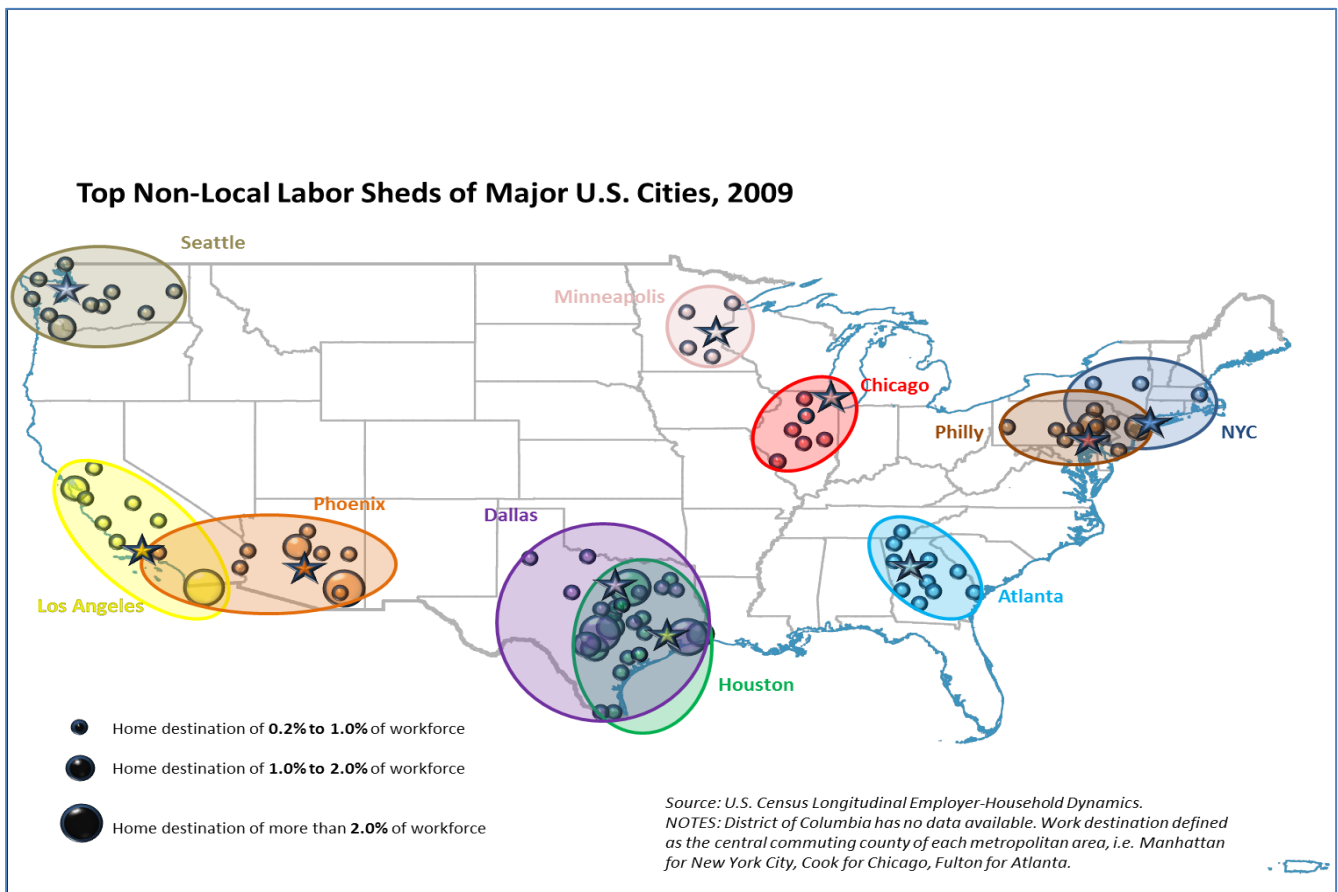 Top Non-Local Labor Sheds of Major U.S. Cities, 2009
Seattle
Minneapolis
Chicago
Philly
NYC
Phoenix
Dallas
Los Angeles
Atlanta
Houston
Home destination of 0.2% to 1.0% of workforce
Home destination of 1.0% to 2.0% of workforce
Home destination of more than 2.0% of workforce
Source: U.S. Census Longitudinal Employer-Household Dynamics.
NOTES: District of Columbia has no data available. Work destination defined
as the central commuting county of each metropolitan area, i.e. Manhattan
for New York City, Cook for Chicago, Fulton for Atlanta.